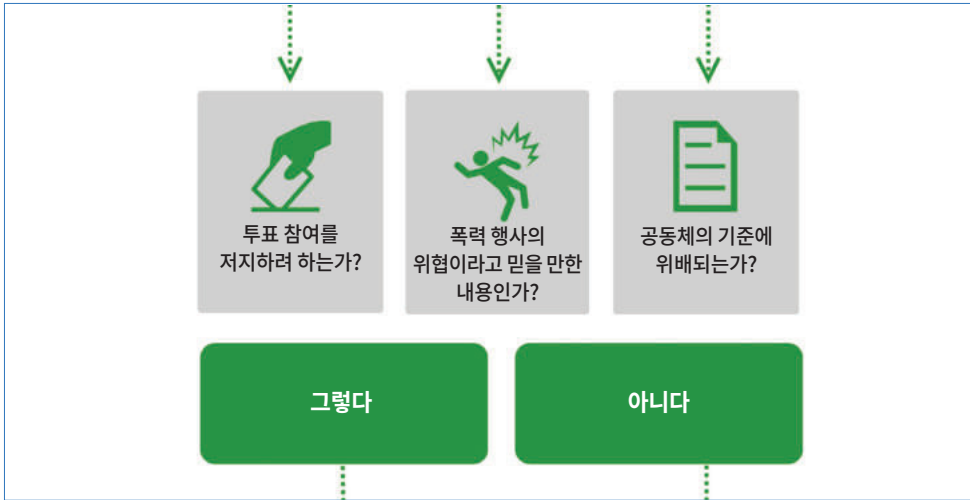 투표 참여를
저지하려 하는가?
폭력 행사의
위협이라고 믿을 만한
내용인가?
공동체의 기준에
위배되는가?
그렇다
아니다